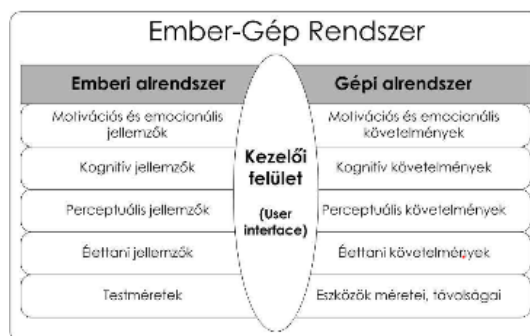 Ember-Gép Rendszer
Emberi alrendszer
Gépi alrendszer
Motivációs és emocionális
jellemzők
Kognitív jellemzők
Perceptuális jellemzők
Élettani jellemzők
Testméretek
Kezelői
felület
(User
interface)
Motivációs és emocionális
követelmények
Kognitív követelmények
Perceptuális követelmények
Élettani követelmények
Eszközök méretei, távolságai